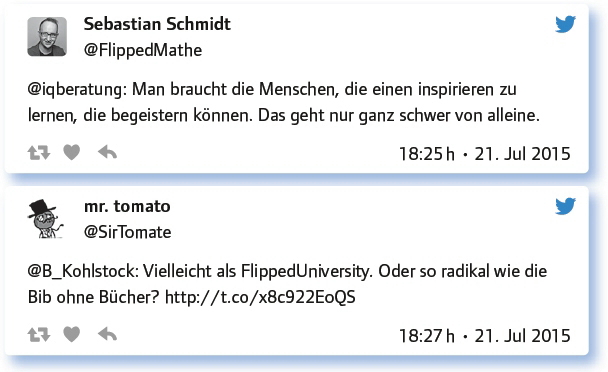 Sebastian Schmidt
@FlippedMathe
@iqberatung: Man braucht die Menschen, die einen inspirieren zu
lernen, die begeistern können. Das geht nur ganz schwer von alleine.
18:25 h • 21. Jul 2015
mr. tomato
@SirTomate
@B_Kohlstock: Vielleicht als FlippedUniversity. Oder so radikal wie die
Bib ohne Bücher? http://t.co/x8c922EoQS
18:27 h • 21. Jul 2015